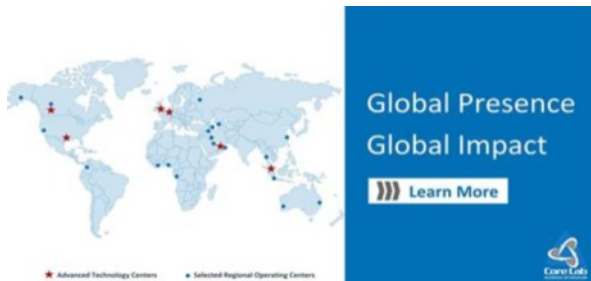 Global Presence
Global Impact
Learn More
Advanced Technology Centers
Selected Regional Operating Centers
Core Lab